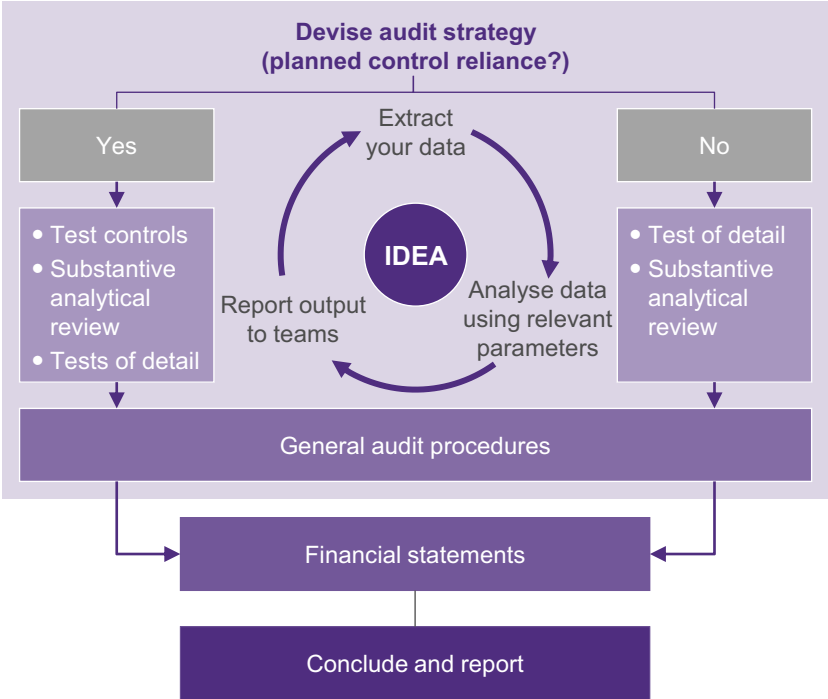 Devise audit strategy
(planned control reliance?)
Yes
Extract
your data
No
• Test controls
• Substantive
analytical
review
• Tests of detail
IDEA
Report output
to teams
Analyse data
using relevant
parameters
• Test of detail
• Substantive
analytical
review
General audit procedures
Financial statements
Conclude and report